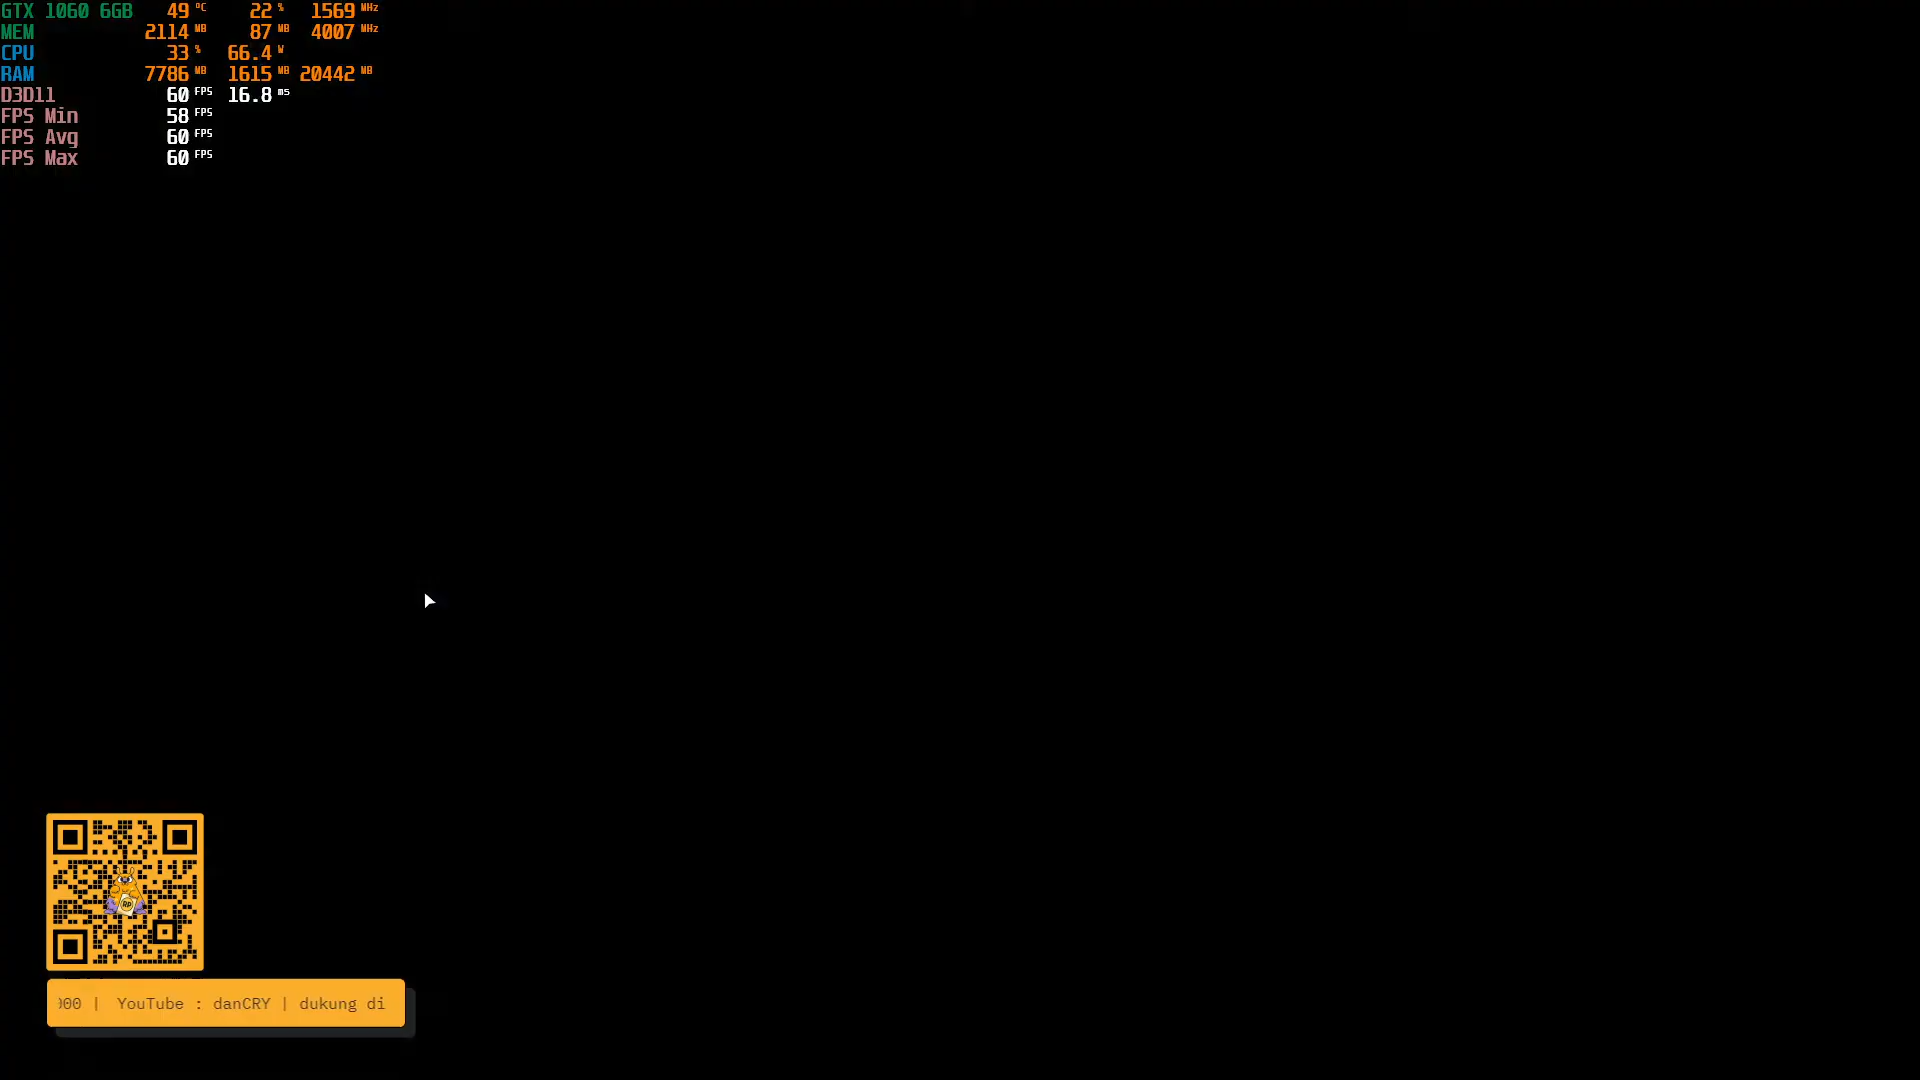 GTX 1060 6GB 49 °C 22 % 1569 MHz
MEM 2114 MB 87 MB 4007 MHz
CPU 33 % 66.4 W
RAM 7786 MB 1615 MB 20442 MB
D3D11 60 FPS 16.8 ms
FPS Min 58 FPS
FPS Avg 60 FPS
FPS Max 60 FPS
RP
00 | YouTube : danCRY | dukung di